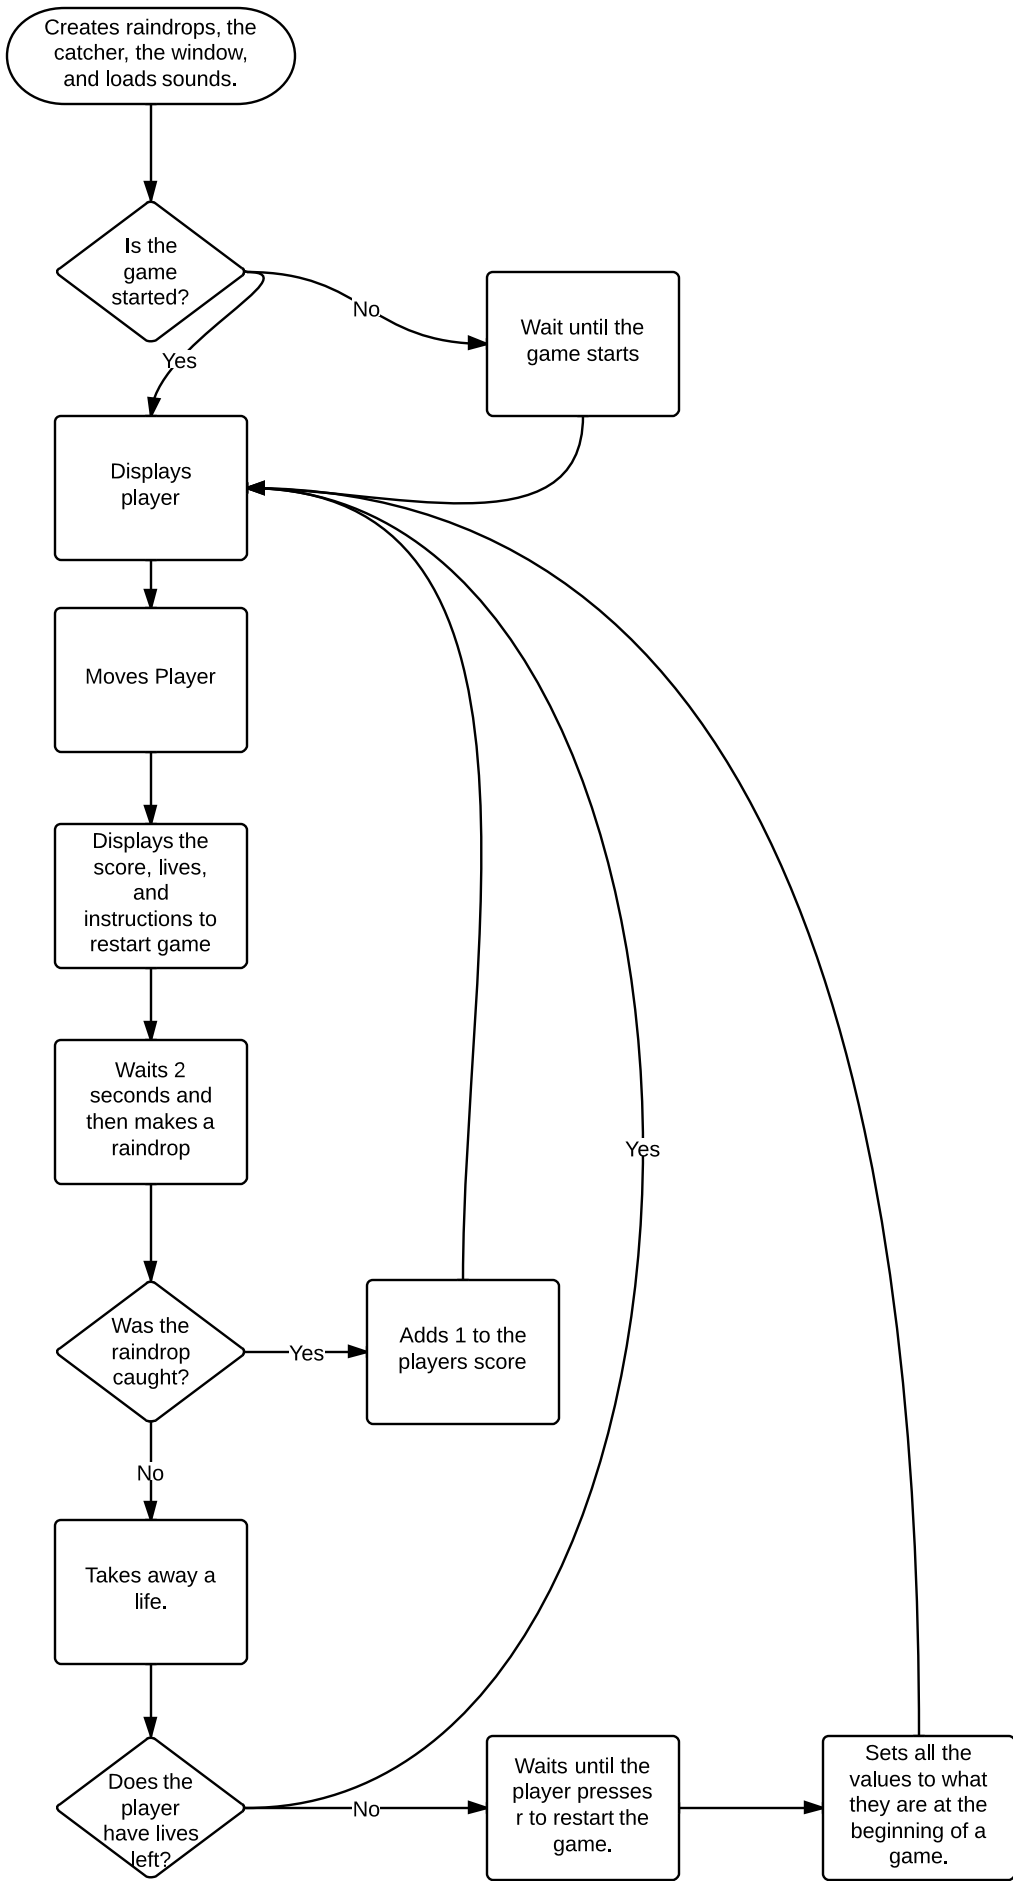 Creates raindrops, the
catcher, the window,
and loads sounds.
Is the
game
started?
No
Wait until the
game starts
Yes
Displays
player
Moves Player
Displays the
score, lives,
and
instructions to
restart game
Waits 2
seconds and
then makes a
raindrop
Yes
Was the
raindrop
caught?
Yes
Adds 1 to the
players score
No
Takes away a
life.
Does the
player
have lives
left?
No
Waits until the
player presses
r to restart the
game.
Sets all the
values to what
they are at the
beginning of a
game.